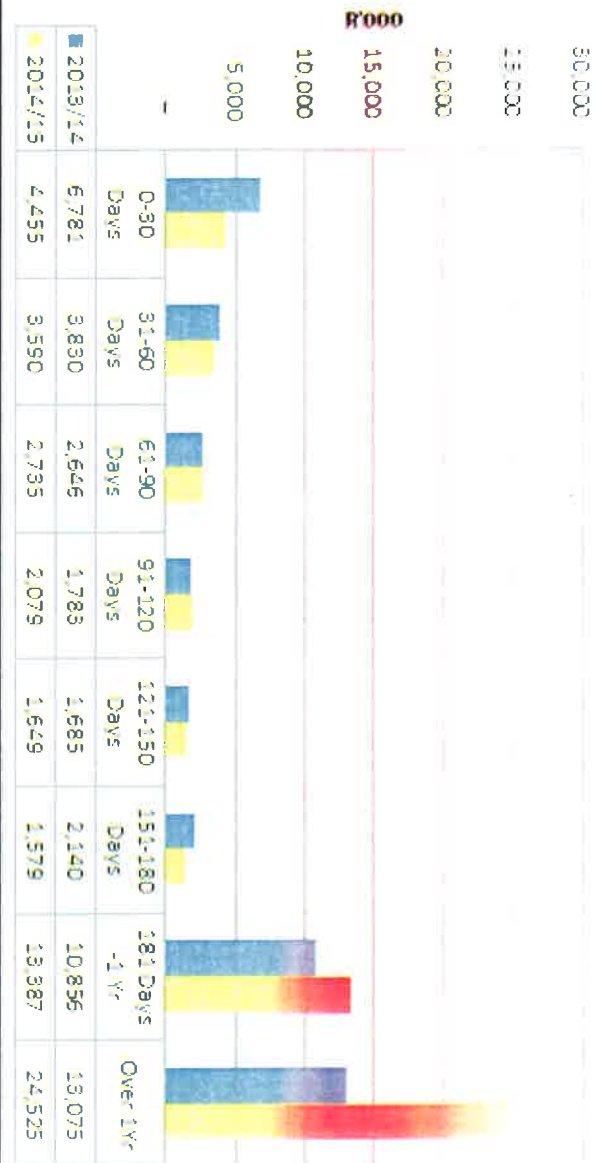 R'000
30,000
25,000
20,000
15,000
10,000
5,000
-
0-30 Days
31-60 Days
61-90 Days
91-120 Days
121-150 Days
151-180 Days
181 Days -1 Yr
Over 1Yr
2013/14 6,781 3,830 2,646 1,783 1,685 2,140 10,856 13,075
2014/15 4,455 3,590 2,735 2,079 1,649 1,579 13,387 24,525